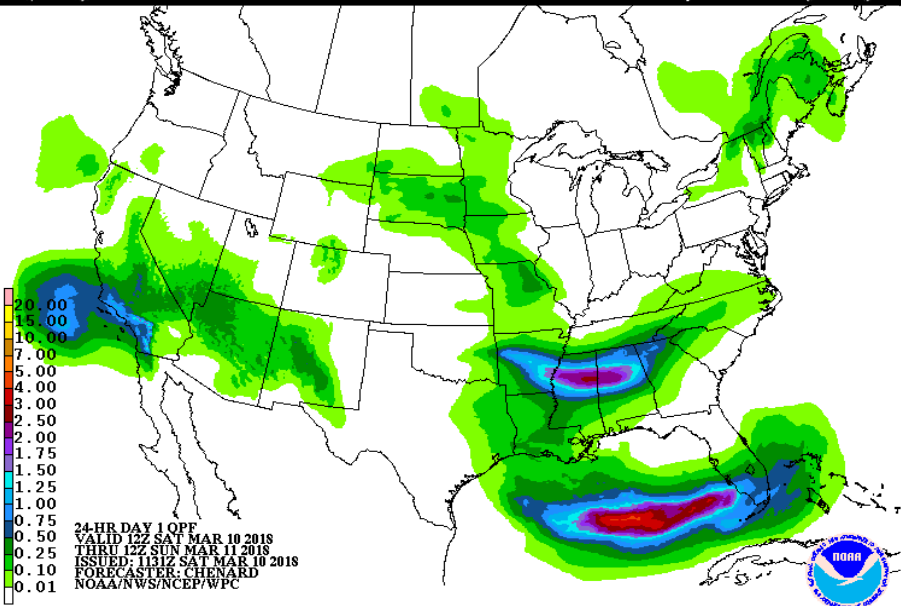 20.00
15.00
10.00
7.00
5.00
4.00
3.00
2.50
2.00
1.75
1.50
1.25
1.00
0.75
0.50
0.25
0.10
0.01
24-HR DAY 1 QPF
VALID 12Z SAT MAR 10 2018
THRU 12Z SUN MAR 11 2018
ISSUED: 1131Z SAT MAR 10 2018
FORECASTER: CHENARD
NOAA/NWS/NCEP/WPC
NOAA